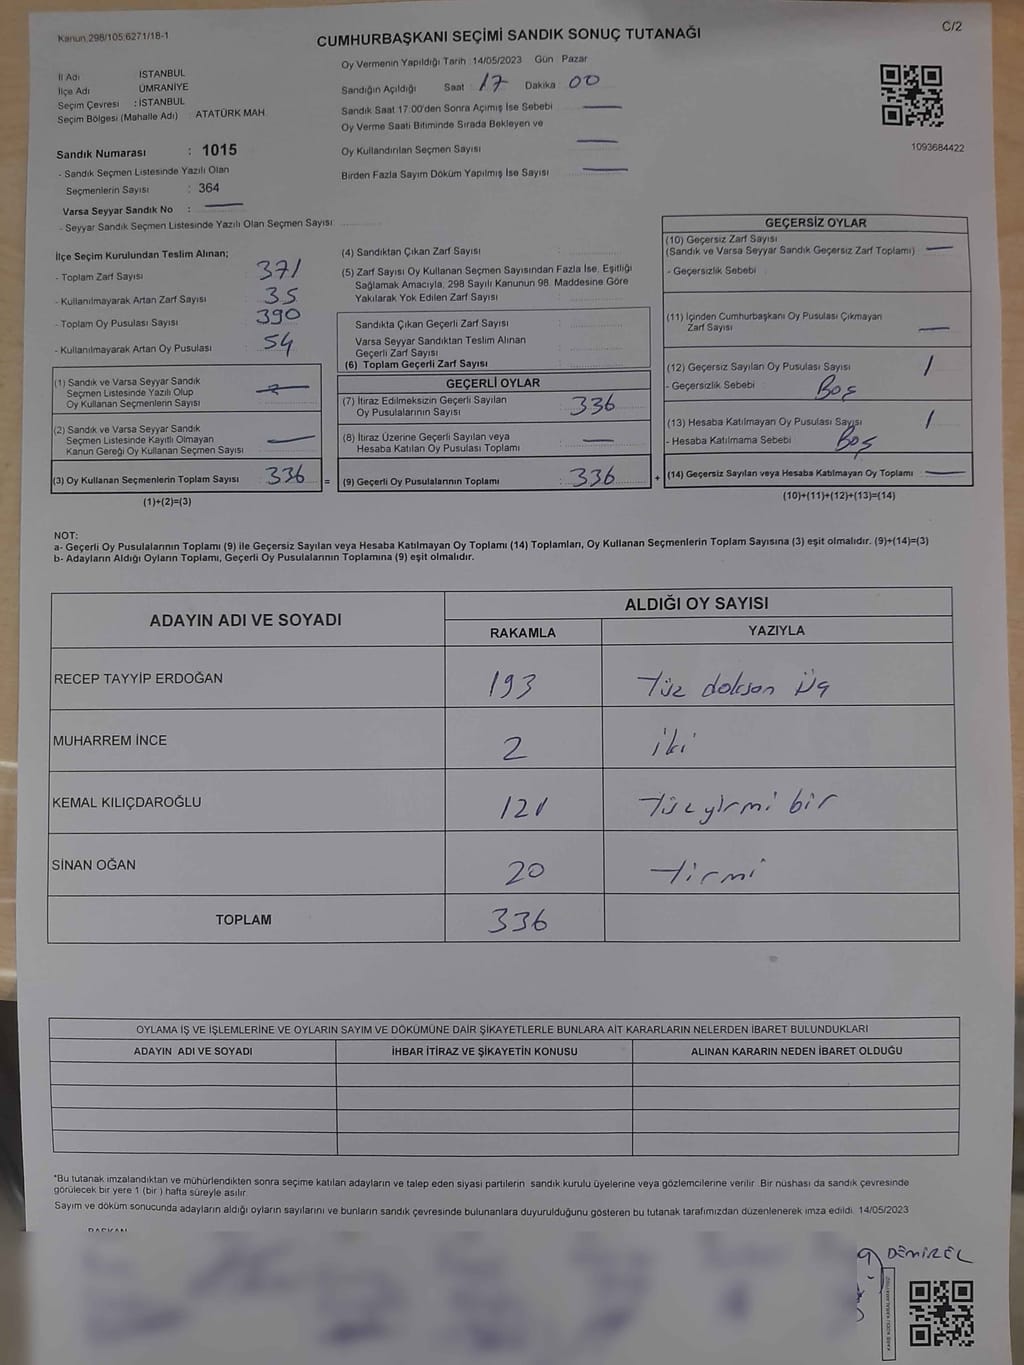 Kanun:298/105;6271/18-1
C/2
CUMHURBAŞKANI SEÇİMİ SANDIK SONUÇ TUTANAĞI
İl Adı : İSTANBUL
İlçe Adı : ÜMRANİYE
Seçim Çevresi : İSTANBUL
Seçim Bölgesi (Mahalle Adı) : ATATÜRK MAH.
Oy Vermenin Yapıldığı Tarih : 14/05/2023 Gün : Pazar
Sandığın Açıldığı Saat : 17 Dakika : 00
Sandık Saat 17:00'den Sonra Açımış İse Sebebi
Oy Verme Saati Bitiminde Sırada Bekleyen ve
Oy Kullandırılan Seçmen Sayısı
Birden Fazla Sayım Döküm Yapılmış İse Sayısı
1093684422
Sandık Numarası : 1015
- Sandık Seçmen Listesinde Yazılı Olan
Seçmenlerin Sayısı : 364
Varsa Seyyar Sandık No :
- Seyyar Sandık Seçmen Listesinde Yazılı Olan Seçmen Sayısı:
İlçe Seçim Kurulundan Teslim Alınan;
- Toplam Zarf Sayısı : 371
- Kullanılmayarak Artan Zarf Sayısı : 35
- Toplam Oy Pusulası Sayısı : 390
- Kullanılmayarak Artan Oy Pusulası : 54
(1) Sandık ve Varsa Seyyar Sandık
Seçmen Listesinde Yazılı Olup
Oy Kullanan Seçmenlerin Sayısı
(2) Sandık ve Varsa Seyyar Sandık
Seçmen Listesinde Kayıtlı Olmayan
Kanun Gereği Oy Kullanan Seçmen Sayısı
(3) Oy Kullanan Seçmenlerin Toplam Sayısı : 336
(1)+(2)=(3)
(4) Sandıktan Çıkan Zarf Sayısı
(5) Zarf Sayısı Oy Kullanan Seçmen Sayısından Fazla İse, Eşitliği
Sağlamak Amacıyla, 298 Sayılı Kanunun 98. Maddesine Göre
Yakılarak Yok Edilen Zarf Sayısı
Sandıkta Çıkan Geçerli Zarf Sayısı
Varsa Seyyar Sandıktan Teslim Alınan
Geçerli Zarf Sayısı
(6) Toplam Geçerli Zarf Sayısı
GEÇERLİ OYLAR
(7) İtiraz Edilmeksizin Geçerli Sayılan
Oy Pusulalarının Sayısı : 336
(8) İtiraz Üzerine Geçerli Sayılan veya
Hesaba Katılan Oy Pusulası Toplamı
= (9) Geçerli Oy Pusulalarının Toplamı : 336 +
GEÇERSİZ OYLAR
(10) Geçersiz Zarf Sayısı
(Sandık ve Varsa Seyyar Sandık Geçersiz Zarf Toplamı)
- Geçersizlik Sebebi :
(11) İçinden Cumhurbaşkanı Oy Pusulası Çıkmayan
Zarf Sayısı
(12) Geçersiz Sayılan Oy Pusulası Sayısı 1
- Geçersizlik Sebebi : Boş
(13) Hesaba Katılmayan Oy Pusulası Sayısı 1
- Hesaba Katılmama Sebebi : Boş
(14) Geçersiz Sayılan veya Hesaba Katılmayan Oy Toplamı :
(10)+(11)+(12)+(13)=(14)
NOT:
a- Geçerli Oy Pusulalarının Toplamı (9) ile Geçersiz Sayılan veya Hesaba Katılmayan Oy Toplamı (14) Toplamları, Oy Kullanan Seçmenlerin Toplam Sayısına (3) eşit olmalıdır. (9)+(14)=(3)
b- Adayların Aldığı Oyların Toplamı, Geçerli Oy Pusulalarının Toplamına (9) eşit olmalıdır.
ADAYIN ADI VE SOYADI
ALDIĞI OY SAYISI
RAKAMLA YAZIYLA
RECEP TAYYİP ERDOĞAN 193 Yüz doksan üç
MUHARREM İNCE 2 iki
KEMAL KILIÇDAROĞLU 121 Yüz yirmi bir
SİNAN OĞAN 20 Yirmi
TOPLAM 336
OYLAMA İŞ VE İŞLEMLERİNE VE OYLARIN SAYIM VE DÖKÜMÜNE DAİR ŞİKAYETLERLE BUNLARA AİT KARARLARIN NELERDEN İBARET BULUNDUKLARI
ADAYIN ADI VE SOYADI İHBAR İTİRAZ VE ŞİKAYETİN KONUSU ALINAN KARARIN NEDEN İBARET OLDUĞU
*Bu tutanak imzalandıktan ve mühürlendikten sonra seçime katılan adayların ve talep eden siyasi partilerin sandık kurulu üyelerine veya gözlemcilerine verilir. Bir nüshası da sandık çevresinde
görülecek bir yere 1 (bir ) hafta süreyle asılır.
Sayım ve döküm sonucunda adayların aldığı oyların sayılarını ve bunların sandık çevresinde bulunanlara duyurulduğunu gösteren bu tutanak tarafımızdan düzenlenerek imza edildi. 14/05/2023
BAŞKAN
DEMİREL